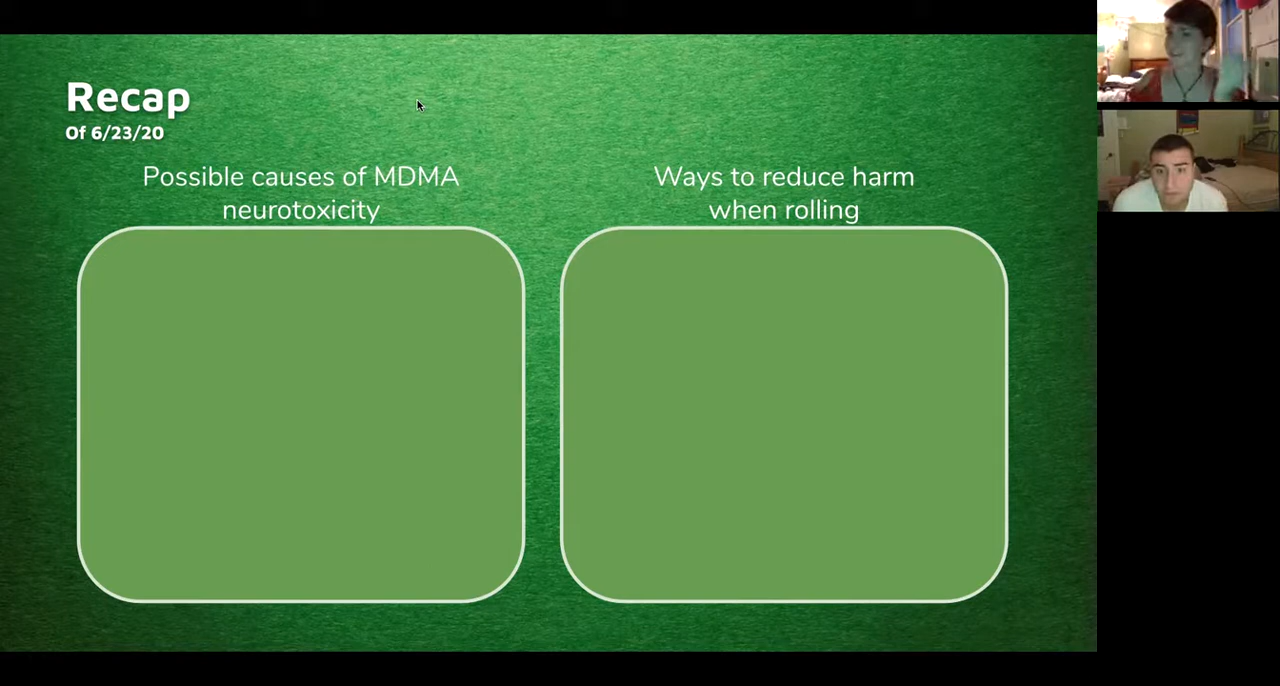 Recap
Of 6/23/20
Possible causes of MDMA
neurotoxicity
Ways to reduce harm
when rolling